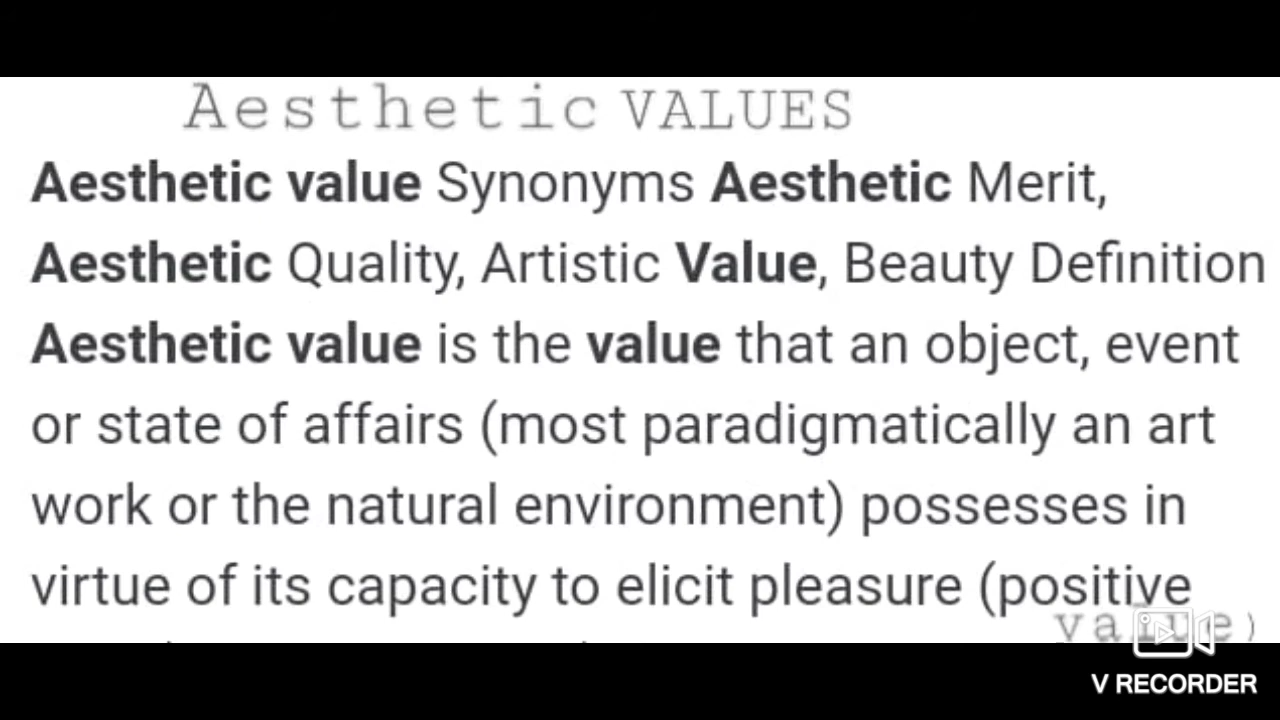 Aesthetic VALUES
Aesthetic value Synonyms Aesthetic Merit,
Aesthetic Quality, Artistic Value, Beauty Definition
Aesthetic value is the value that an object, event
or state of affairs (most paradigmatically an art
work or the natural environment) possesses in
virtue of its capacity to elicit pleasure (positive
value)
V RECORDER